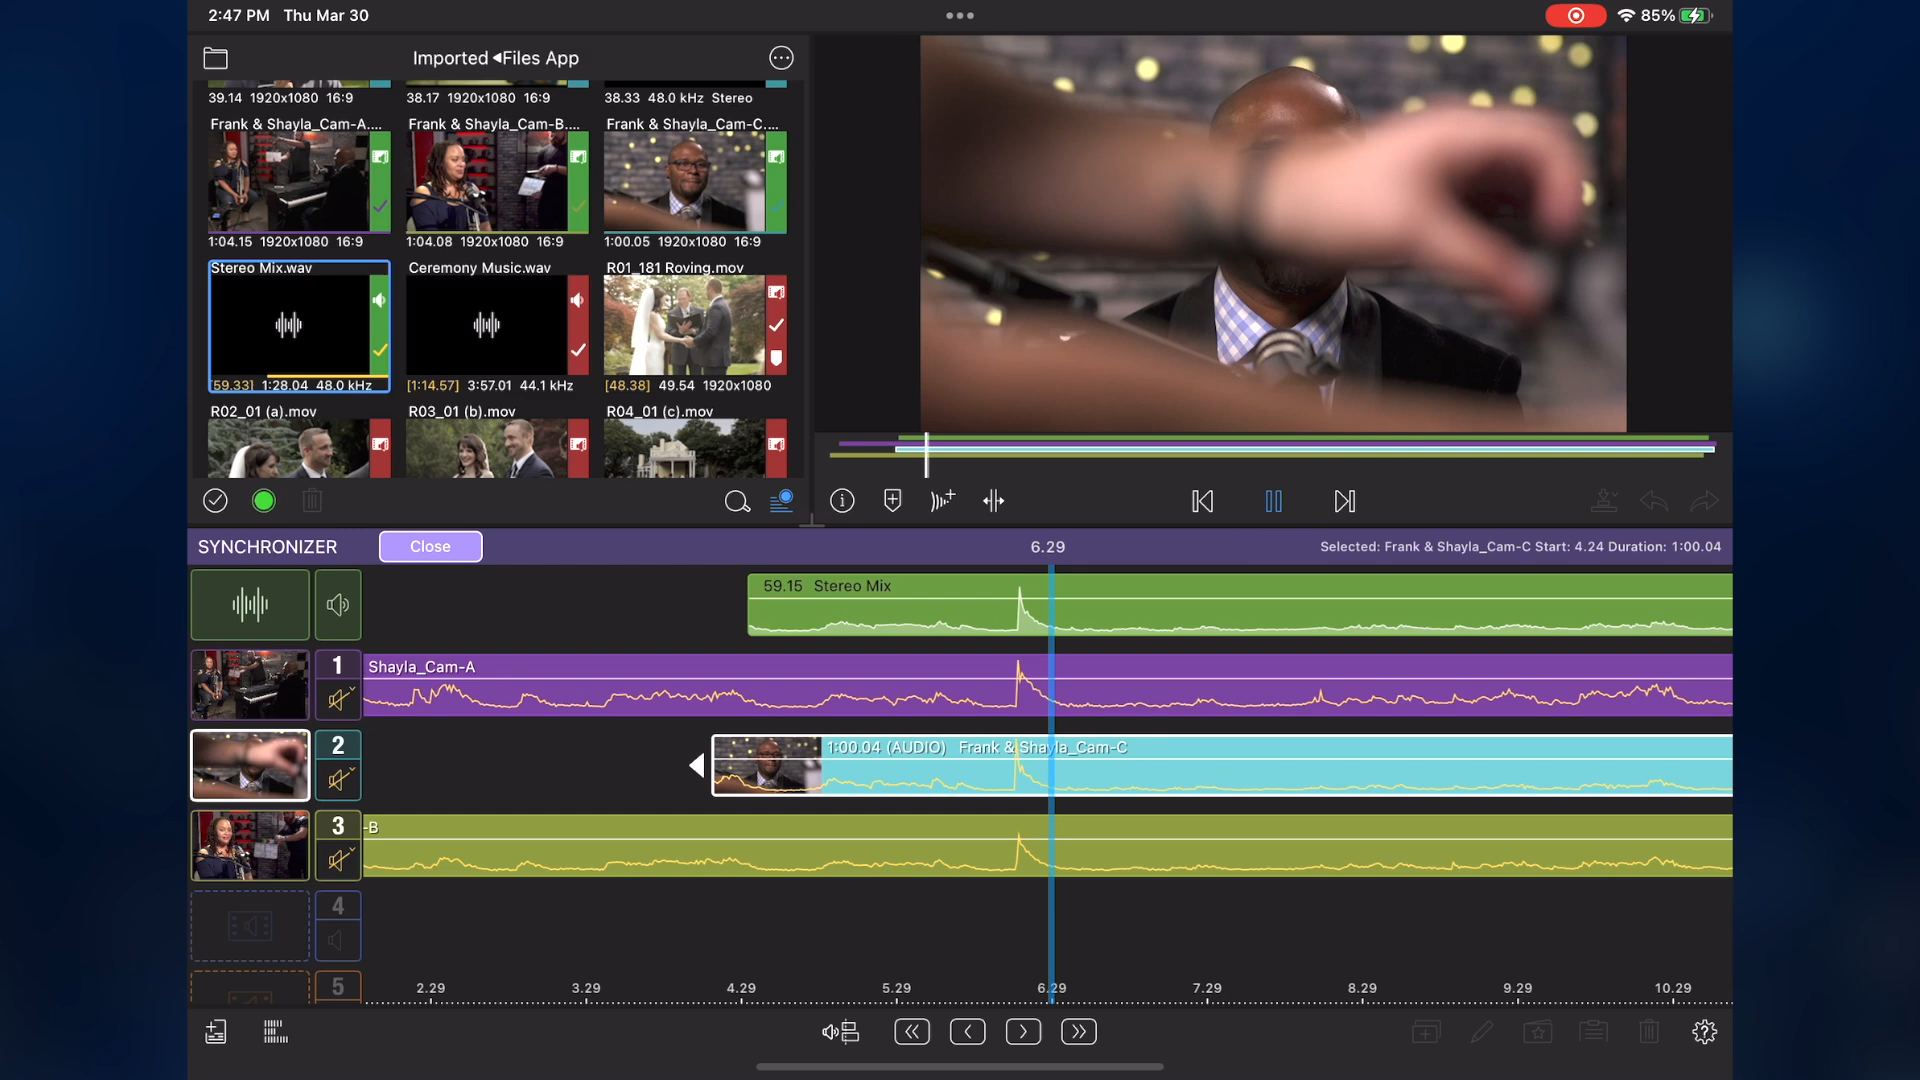 2:47 PM Thu Mar 30
85%
Imported ◂Files App
39.14 1920x1080 16:9
38.17 1920x1080 16:9
38.33 48.0 kHz Stereo
Frank & Shayla_Cam-A....
Frank & Shayla_Cam-B....
Frank & Shayla_Cam-C....
1:04.15 1920x1080 16:9
1:04.08 1920x1080 16:9
1:00.05 1920x1080 16:9
Stereo Mix.wav
Ceremony Music.wav
R01_181 Roving.mov
[59.33] 1:28.04 48.0 kHz
[1:14.57] 3:57.01 44.1 kHz
[48.38] 49.54 1920x1080
R02_01 (a).mov
R03_01 (b).mov
R04_01 (c).mov
SYNCHRONIZER
Close
6.29
Selected: Frank & Shayla_Cam-C Start: 4.24 Duration: 1:00.04
59.15 Stereo Mix
1
Shayla_Cam-A
2
1:00.04 (AUDIO) Frank & Shayla_Cam-C
3
-B
4
5
2.29 3.29 4.29 5.29 6.29 7.29 8.29 9.29 10.29